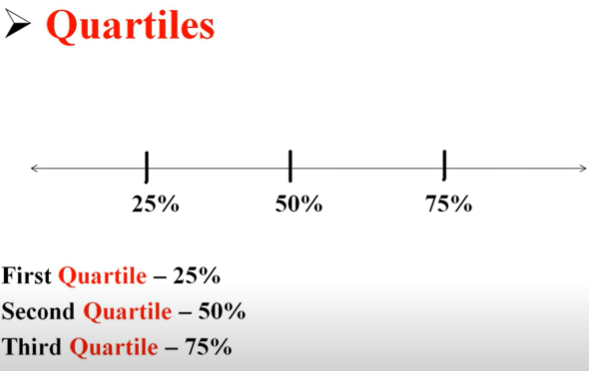 ➢ Quartiles
25% 50% 75%
First Quartile – 25%
Second Quartile – 50%
Third Quartile – 75%